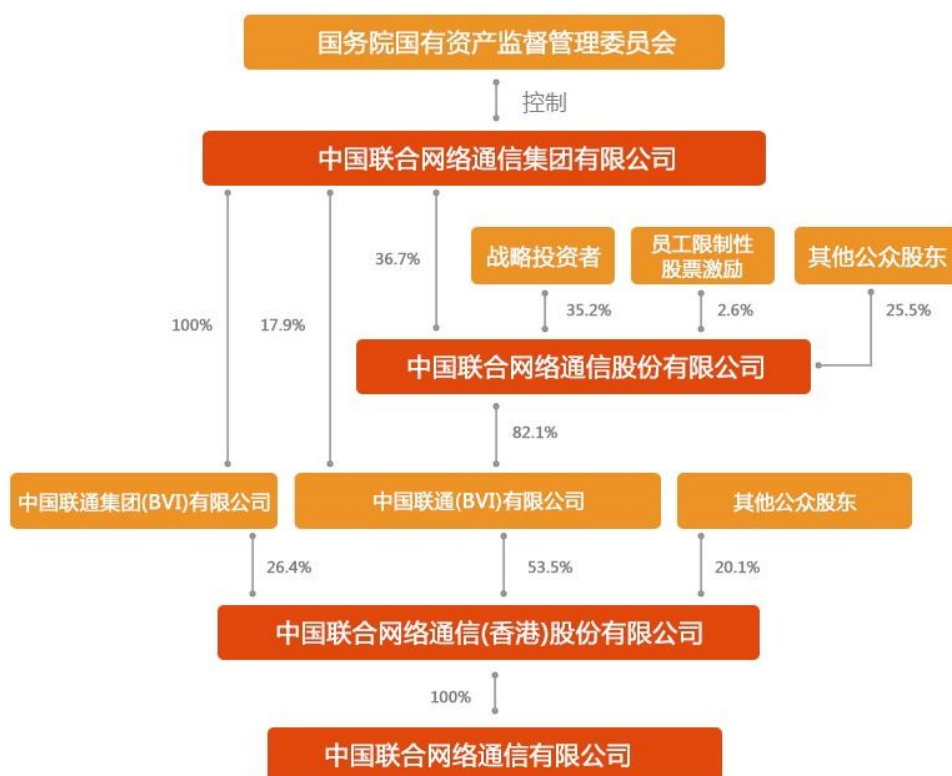 国务院国有资产监督管理委员会
控制
中国联合网络通信集团有限公司
36.7%
战略投资者
员工限制性
股票激励
其他公众股东
100%
17.9%
35.2%
2.6%
25.5%
中国联合网络通信股份有限公司
82.1%
中国联通集团(BVI)有限公司
中国联通(BVI)有限公司
其他公众股东
26.4%
53.5%
20.1%
中国联合网络通信(香港)股份有限公司
100%
中国联合网络通信有限公司